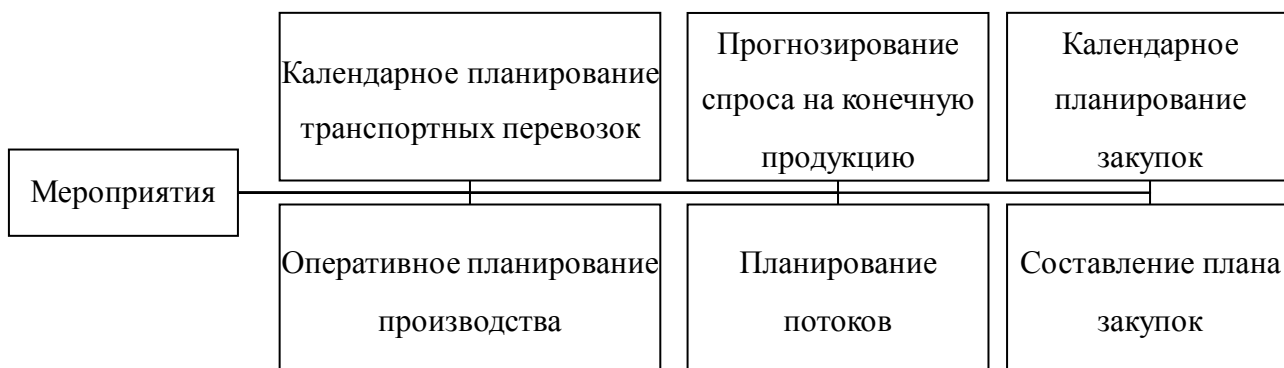 Мероприятия
Календарное планирование
транспортных перевозок
Прогнозирование
спроса на конечную
продукцию
Календарное
планирование
закупок
Оперативное планирование
производства
Планирование
потоков
Составление плана
закупок